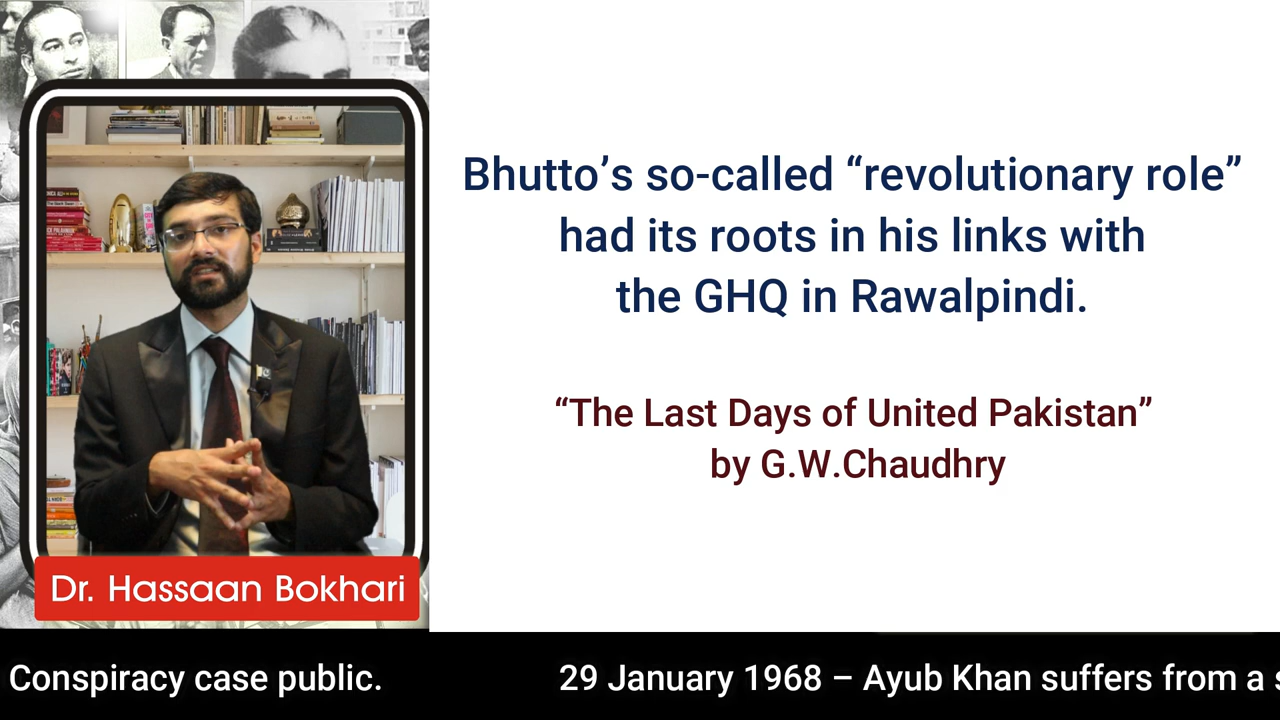 Bhutto’s so-called “revolutionary role”
had its roots in his links with
the GHQ in Rawalpindi.
“The Last Days of United Pakistan”
by G.W.Chaudhry
Dr. Hassaan Bokhari
Conspiracy case public.
29 January 1968 – Ayub Khan suffers from a